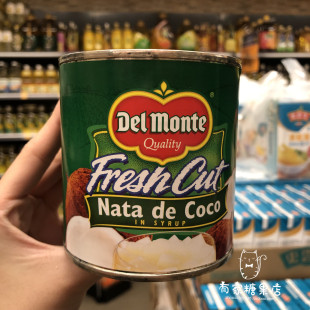 Del Monte
Quality
Fresh Cut
Nata de Coco
IN SYRUP